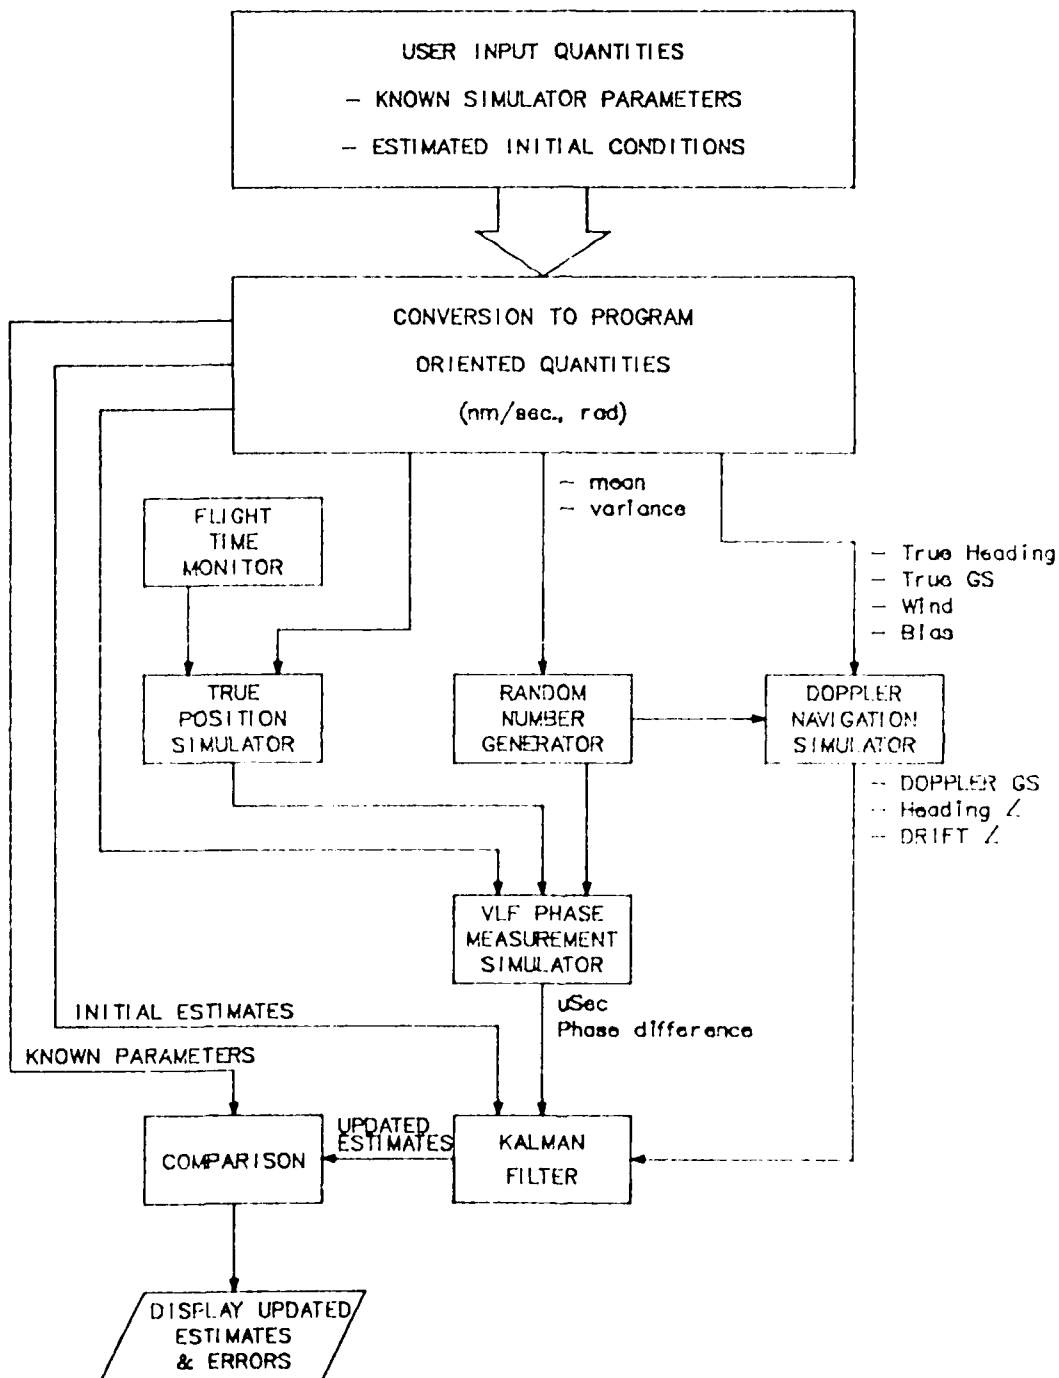 USER INPUT QUANTITIES
- KNOWN SIMULATOR PARAMETERS
- ESTIMATED INITIAL CONDITIONS
CONVERSION TO PROGRAM
ORIENTED QUANTITIES
(nm/sec., rad)
- mean
- variance
FLIGHT
TIME
MONITOR
- True Heading
- True GS
- Wind
- Bias
TRUE
POSITION
SIMULATOR
RANDOM
NUMBER
GENERATOR
DOPPLER
NAVIGATION
SIMULATOR
- DOPPLER GS
- Heading ∠
- DRIFT ∠
VLF PHASE
MEASUREMENT
SIMULATOR
INITIAL ESTIMATES
uSec
Phase difference
KNOWN PARAMETERS
UPDATED
ESTIMATES
COMPARISON
KALMAN
FILTER
DISPLAY UPDATED
ESTIMATES
& ERRORS